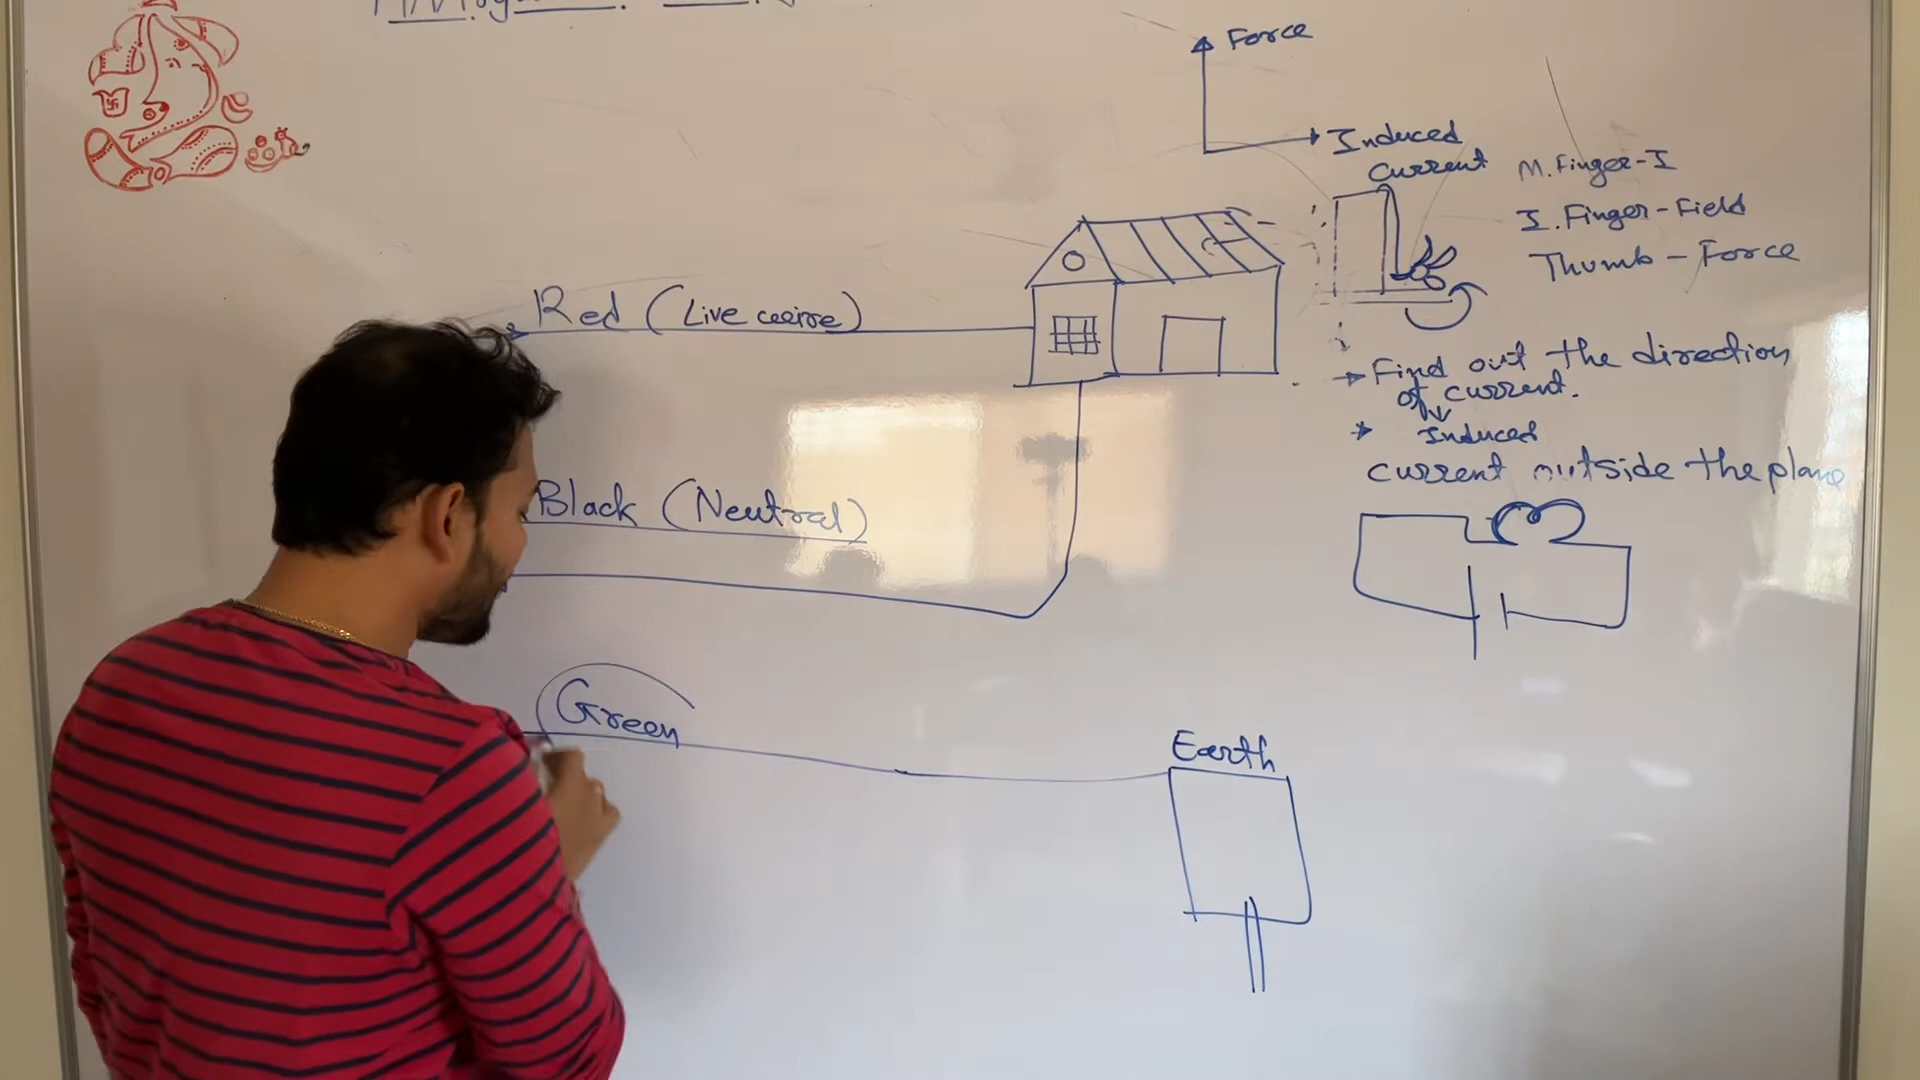 Force
Induced
Current
M. Finger-I
I. Finger-Field
Thumb-Force
Red (Live weire)
→ Find out the direction
of current.
Induced
current outside the plane
Black (Neutral)
Green
Earth